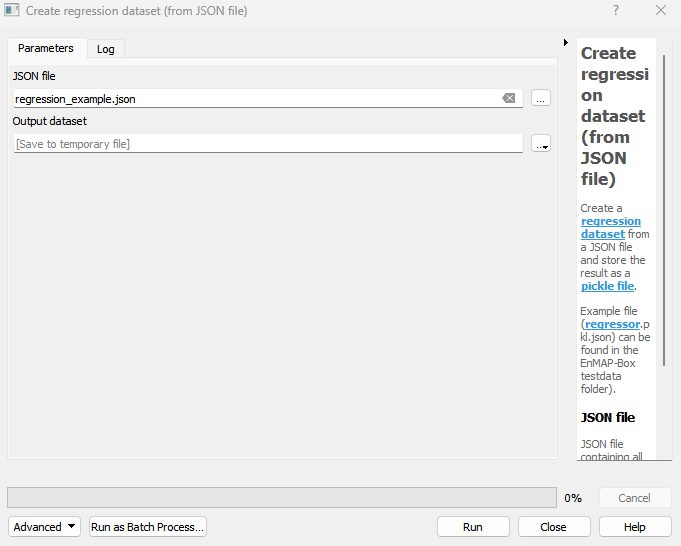 Create regression dataset (from JSON file)
?
Parameters
Log
JSON file
regression_example.json
...
Output dataset
[Save to temporary file]
...
Create
regressi
on
dataset
(from
JSON
file)
Create a
regression
dataset from
a JSON file
and store the
result as a
pickle file.
Example file
(regressor.p
kl.json) can be
found in the
EnMAP-Box
testdata
folder).
JSON file
JSON file
containing all
0%
Cancel
Advanced
Run as Batch Process...
Run
Close
Help